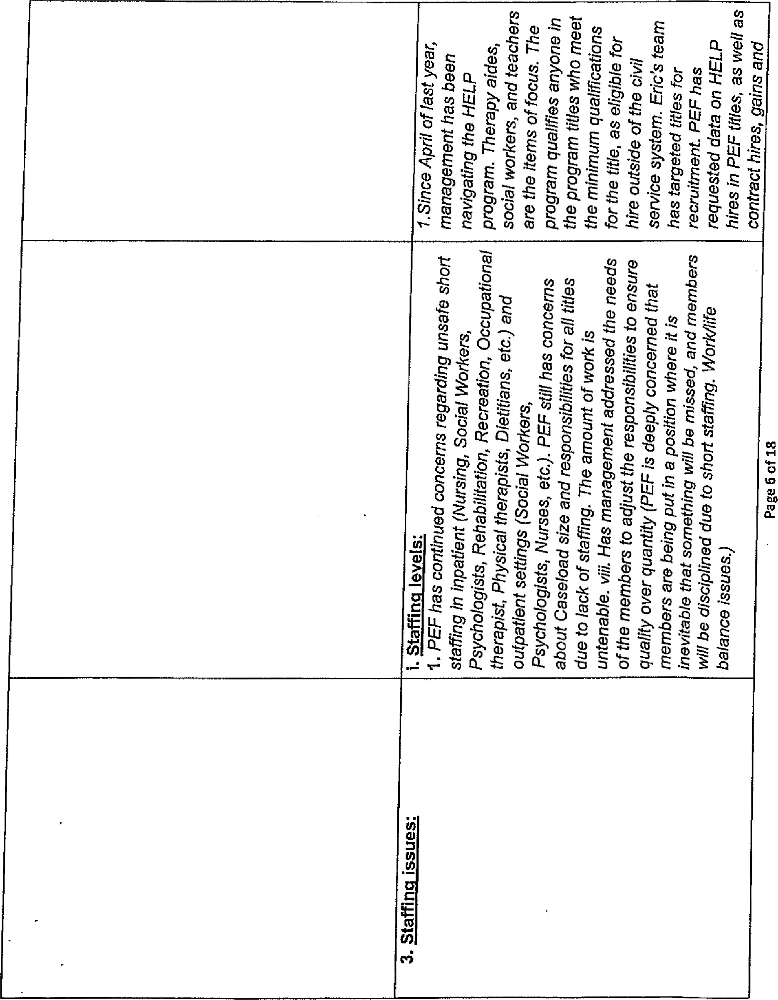 3. Staffing issues:
i. Staffing levels:
1. PEF has continued concerns regarding unsafe short
staffing in inpatient (Nursing, Social Workers,
Psychologists, Rehabilitation, Recreation, Occupational
therapist, Physical therapists, Dietitians, etc.) and
outpatient settings (Social Workers,
Psychologists, Nurses, etc.). PEF still has concerns
about Caseload size and responsibilities for all titles
due to lack of staffing. The amount of work is
untenable. viii. Has management addressed the needs
of the members to adjust the responsibilities to ensure
quality over quantity (PEF is deeply concerned that
members are being put in a position where it is
inevitable that something will be missed, and members
will be disciplined due to short staffing. Work/life
balance issues.)
1.Since April of last year,
management has been
navigating the HELP
program. Therapy aides,
social workers, and teachers
are the items of focus. The
program qualifies anyone in
the program titles who meet
the minimum qualifications
for the title, as eligible for
hire outside of the civil
service system. Eric's team
has targeted titles for
recruitment. PEF has
requested data on HELP
hires in PEF titles, as well as
contract hires, gains and
Page 6 of 18